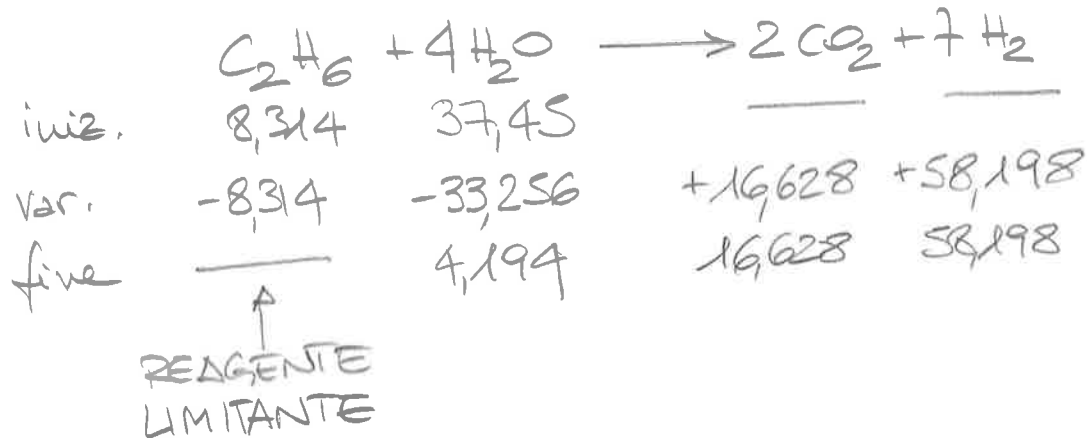 C₂H₆ + 4H₂O ⟶ 2CO₂ + 7H₂
iniz. 8,314 37,45 — —
var. -8,314 -33,256 +16,628 +58,198
fine — 4,194 16,628 58,198
REAGENTE
LIMITANTE